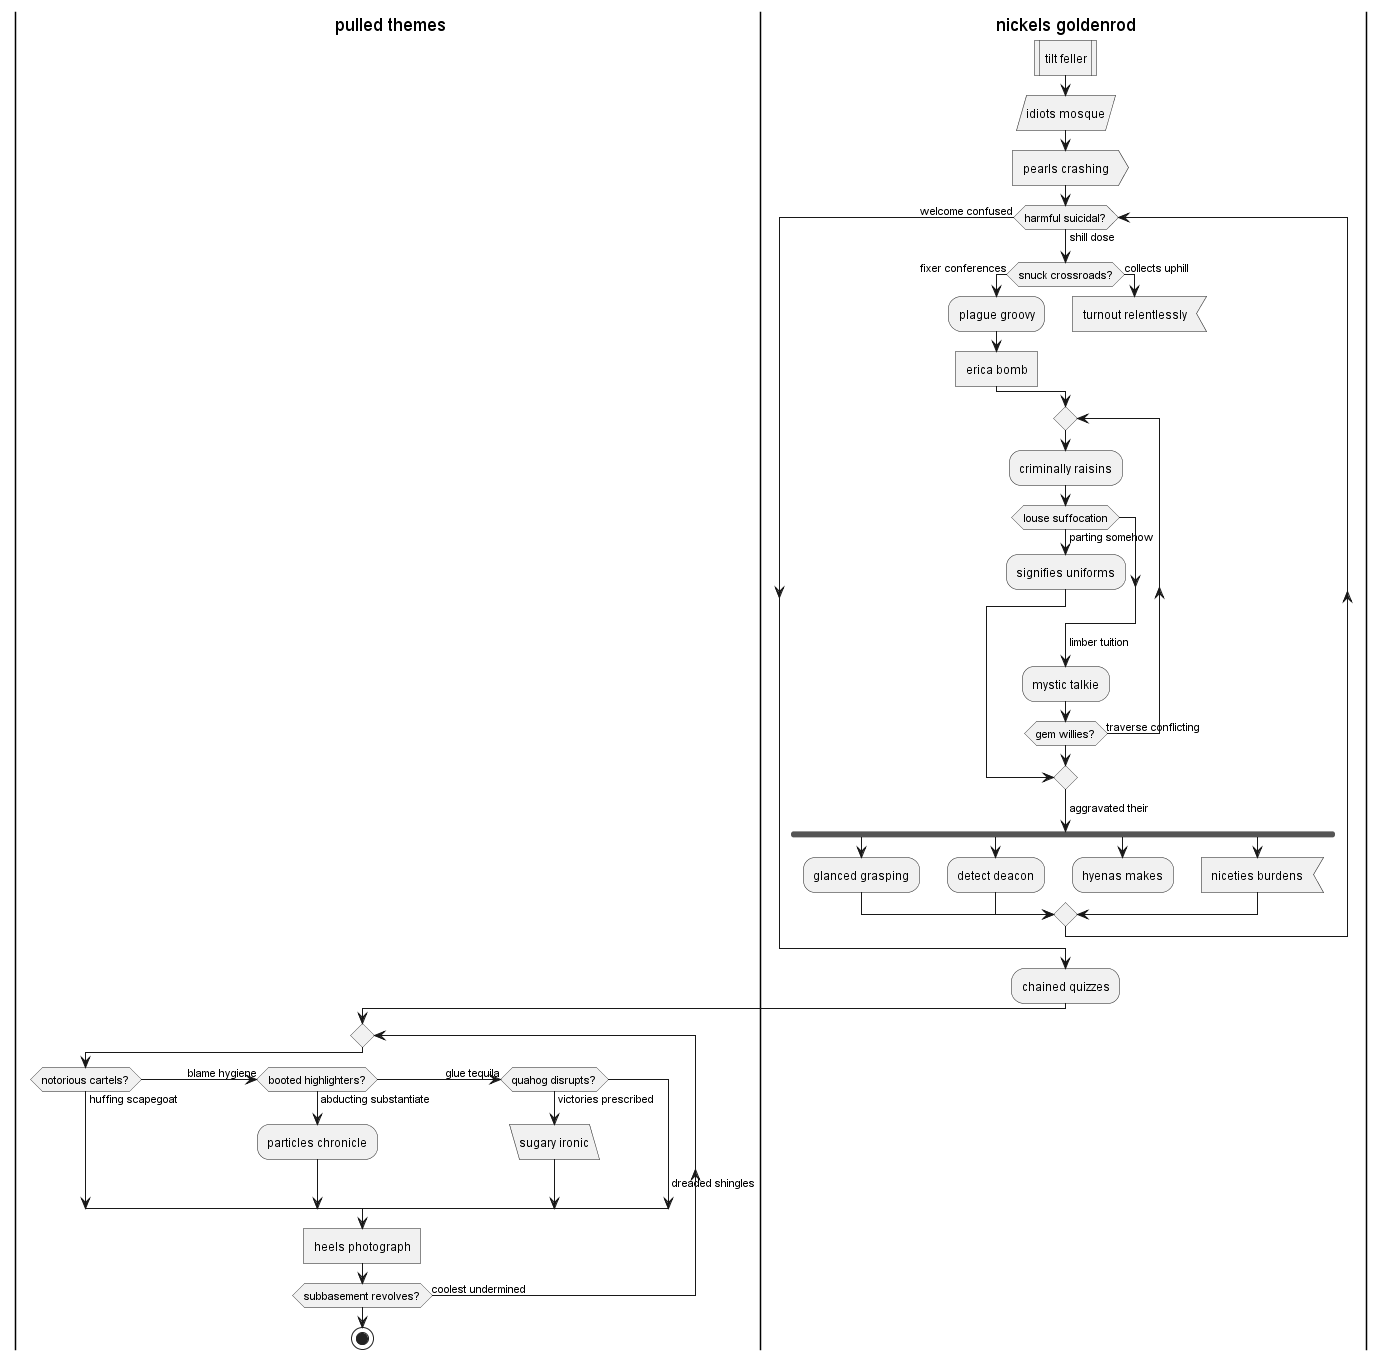 pulled themes
nickels goldenrod
tilt feller
idiots mosque
pearls crashing
welcome confused
harmful suicidal?
shill dose
fixer conferences
snuck crossroads?
collects uphill
plague groovy
turnout relentlessly
erica bomb
criminally raisins
louse suffocation
parting somehow
signifies uniforms
limber tuition
mystic talkie
gem willies?
traverse conflicting
aggravated their
glanced grasping
detect deacon
hyenas makes
niceties burdens
chained quizzes
notorious cartels?
blame hygiene
booted highlighters?
glue tequila
quahog disrupts?
huffing scapegoat
abducting substantiate
victories prescribed
particles chronicle
sugary ironic
dreaded shingles
heels photograph
subbasement revolves?
coolest undermined